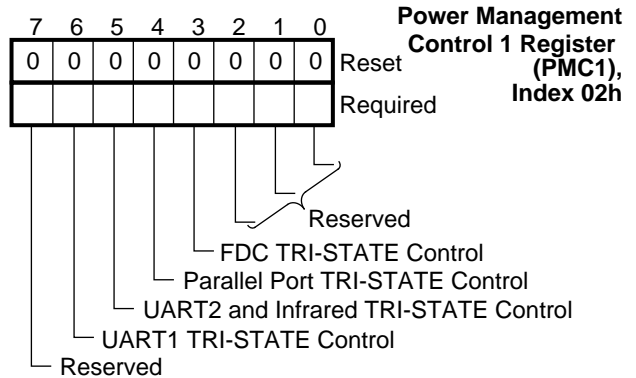 Power Management
Control 1 Register
(PMC1),
Index 02h
7 6 5 4 3 2 1 0
0 0 0 0 0 0 0 0 Reset
Required
Reserved
FDC TRI-STATE Control
Parallel Port TRI-STATE Control
UART2 and Infrared TRI-STATE Control
UART1 TRI-STATE Control
Reserved